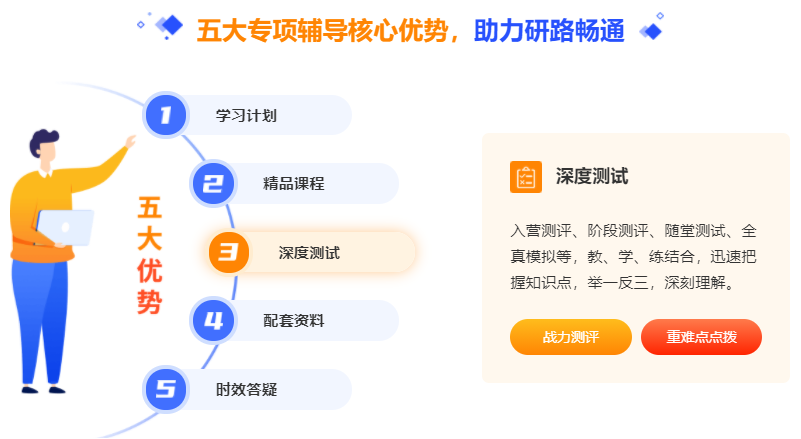 五大专项辅导核心优势，助力研路畅通
五大优势
1 学习计划
2 精品课程
3 深度测试
4 配套资料
5 时效答疑
深度测试
入营测评、阶段测评、随堂测试、全
真模拟等，教、学、练结合，迅速把
握知识点，举一反三，深刻理解。
战力测评 重难点点拨